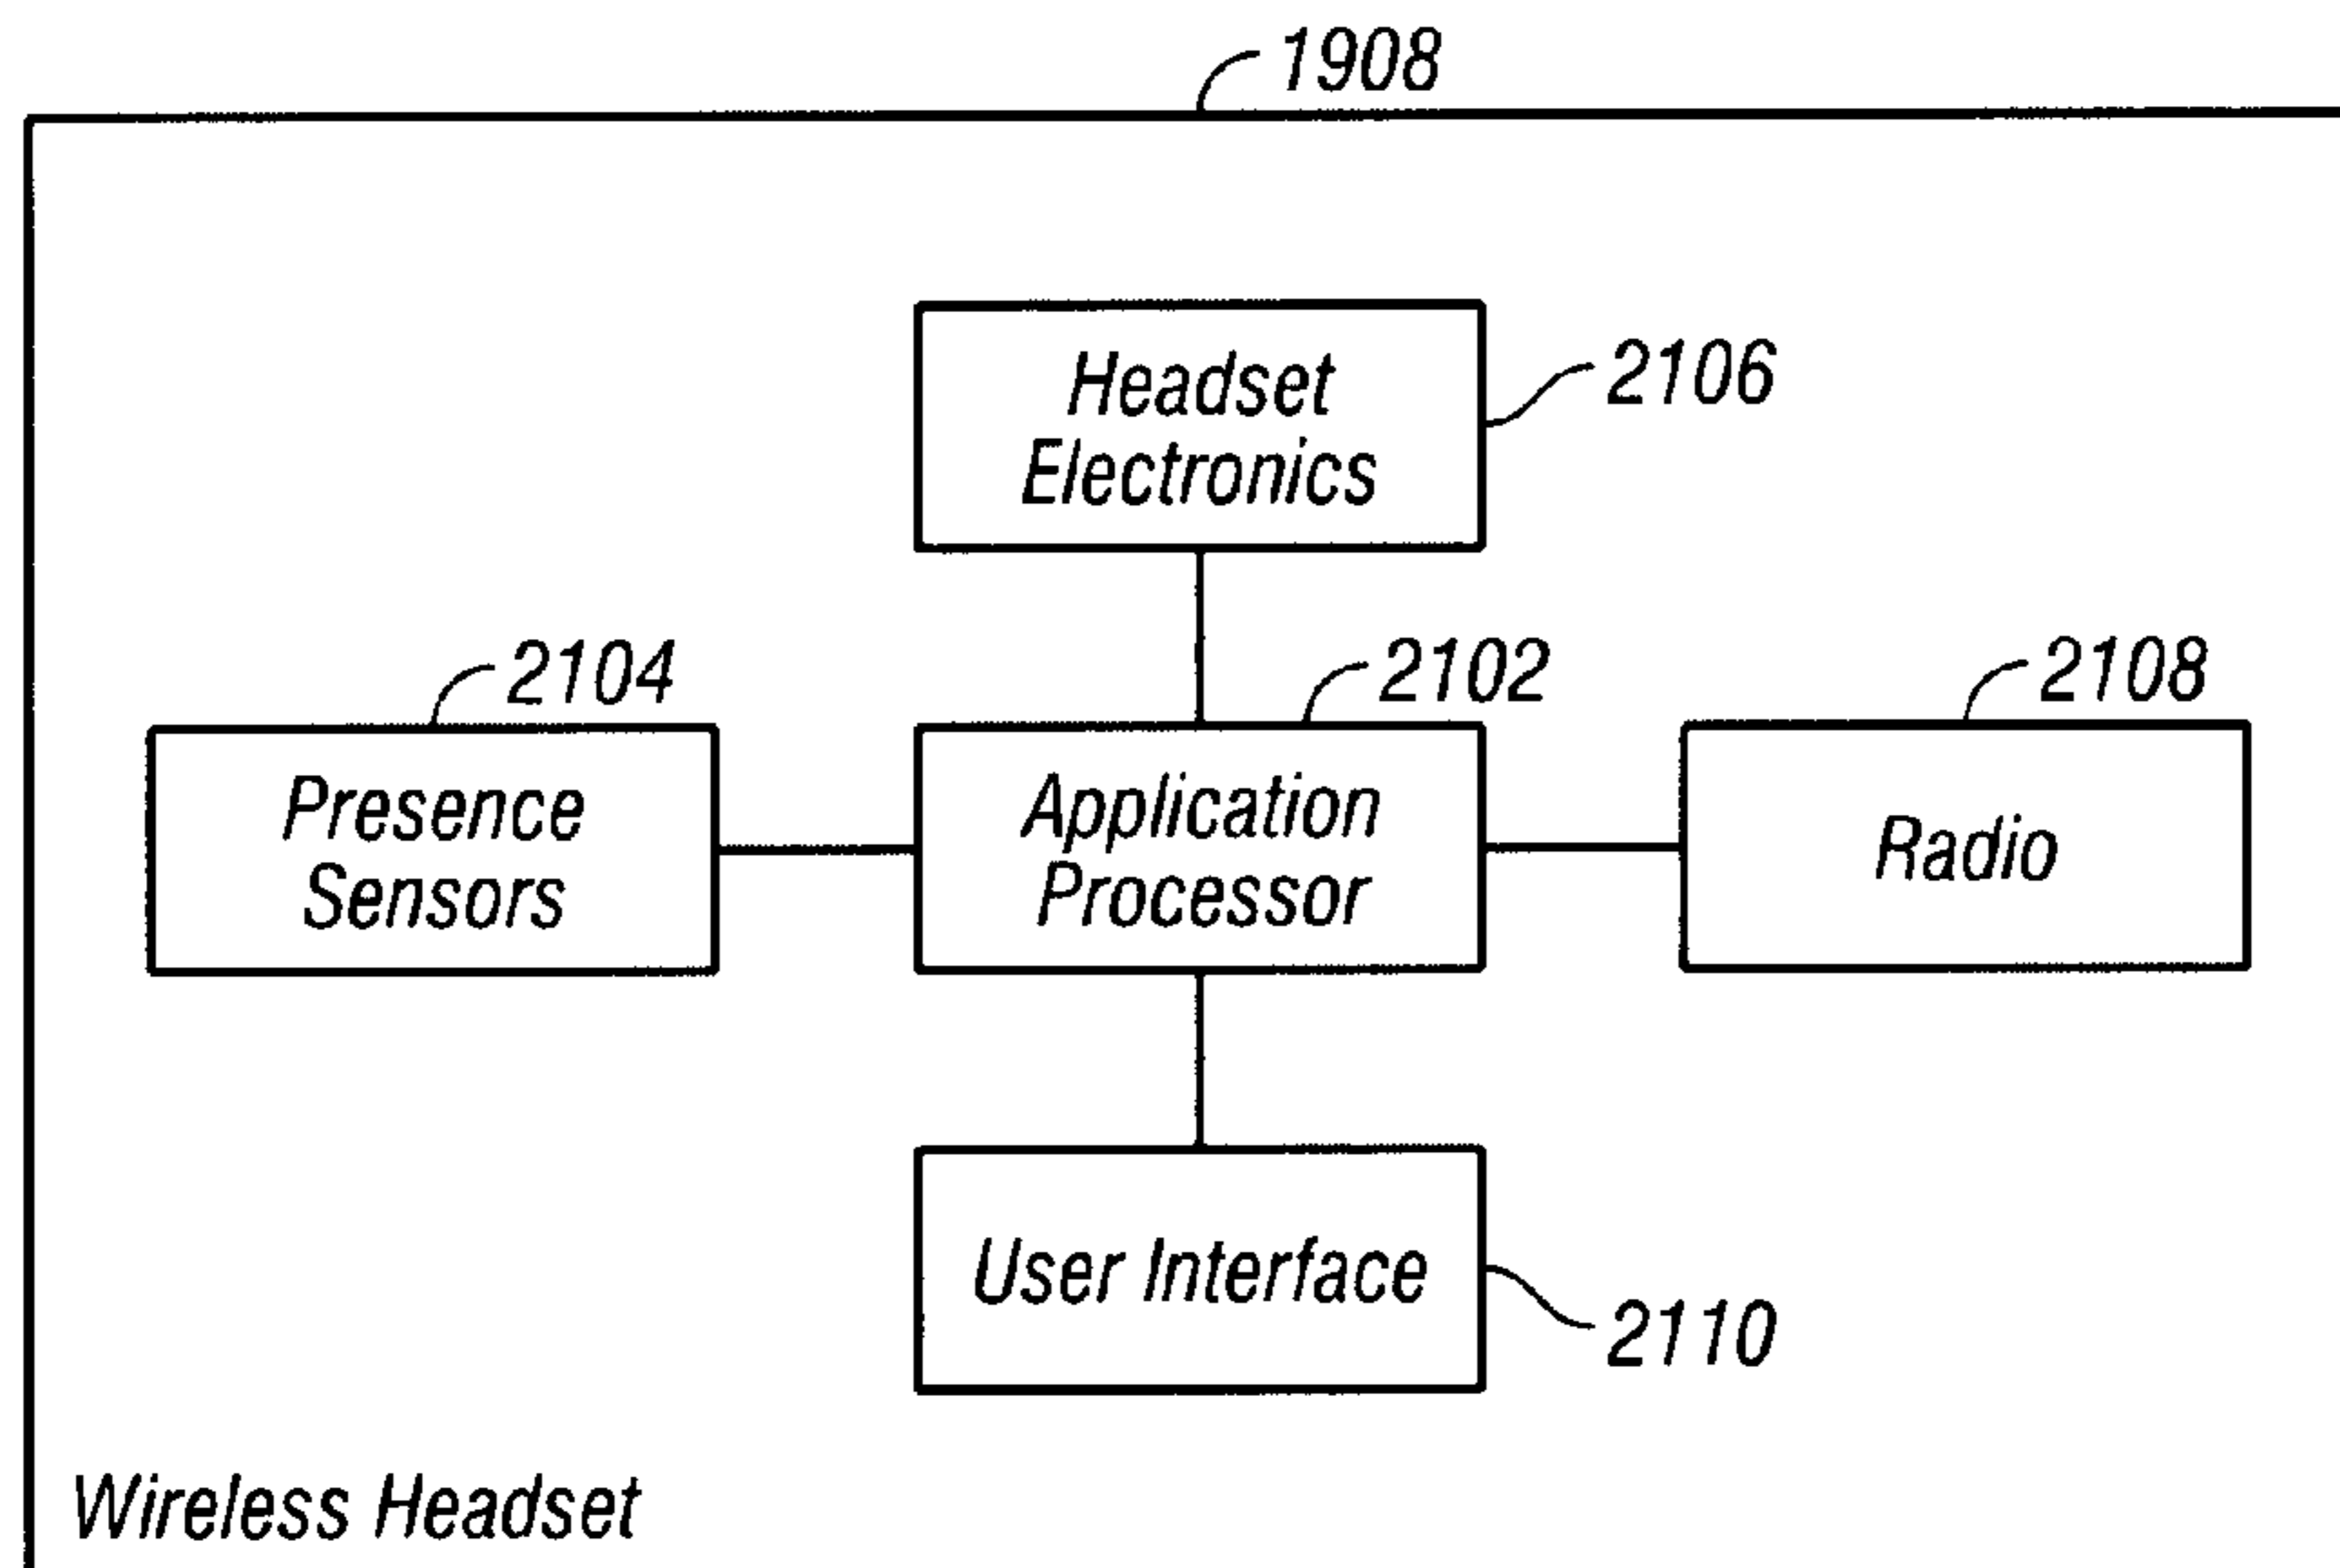 1908
Headset
Electronics
2106
2104
2102
2108
Presence
Sensors
Application
Processor
Radio
User Interface
2110
Wireless Headset